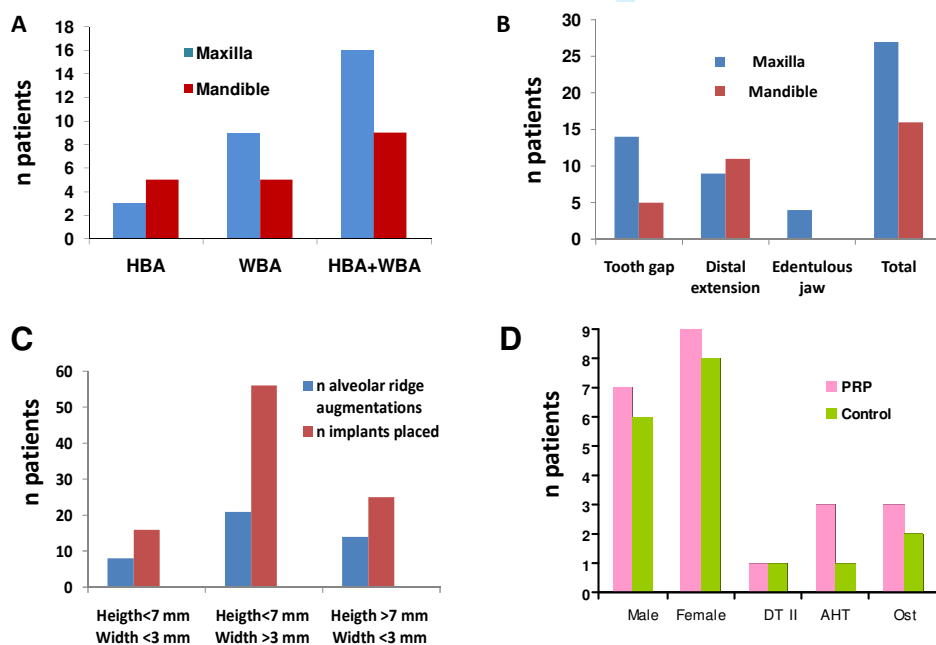 A
n patients
18
16
14
12
10
8
6
4
2
0
Maxilla
Mandible
HBA WBA HBA+WBA
B
n patients
30
25
20
15
10
5
0
Maxilla
Mandible
Tooth gap Distal extension Edentulous jaw Total
C
n patients
60
50
40
30
20
10
0
n alveolar ridge
augmentations
n implants placed
Heigth<7 mm Heigth<7 mm Heigth >7 mm
Width <3 mm Width >3 mm Width <3 mm
D
n patients
9
8
7
6
5
4
3
2
1
0
PRP
Control
Male Female DT II AHT Ost